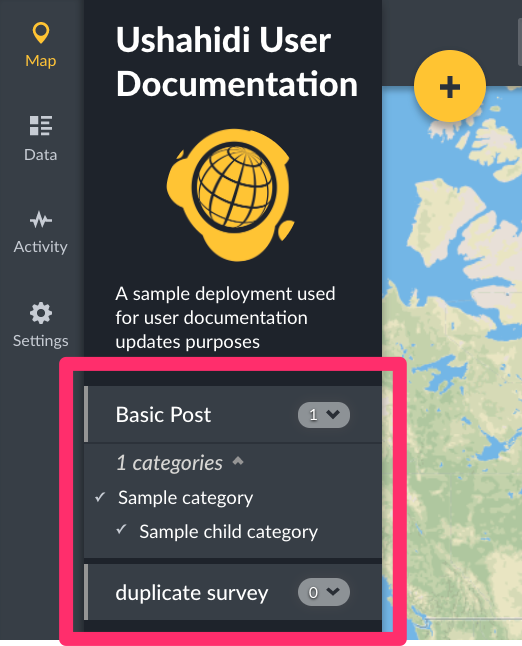 Map
Data
Activity
Settings
Ushahidi User
Documentation
A sample deployment used
for user documentation
updates purposes
Basic Post 1
1 categories
Sample category
Sample child category
duplicate survey 0